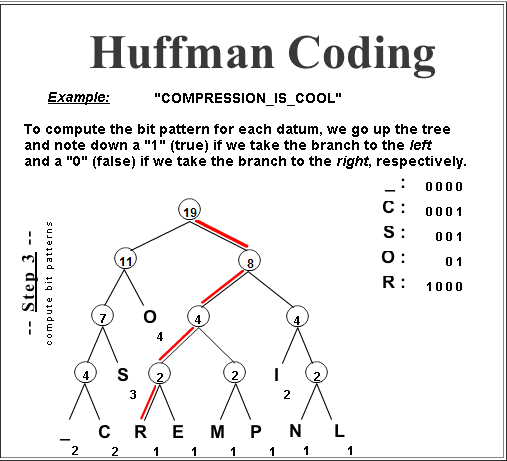 Huffman Coding
Example: "COMPRESSION_IS_COOL"
To compute the bit pattern for each datum, we go up the tree
and note down a "1" (true) if we take the branch to the left
and a "0" (false) if we take the branch to the right, respectively.
_ : 0000
C : 0001
S : 001
O : 01
R : 1000
-- Step 3 --
compute bit patterns
19
11 8
7 O 4 4
4
4 S 2 2 I 2
3 2
_ C R E M P N L
2 2 1 1 1 1 1 1